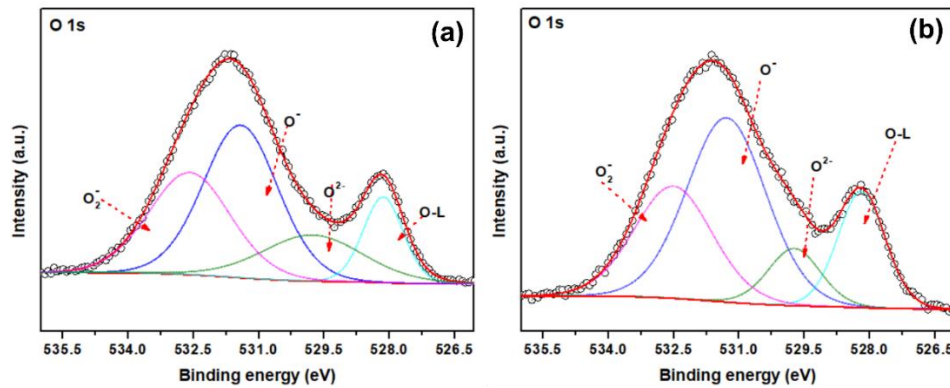 O 1s
(a)
O₂⁻
O⁻
O²⁻
O-L
Intensity (a.u.)
535.5 534.0 532.5 531.0 529.5 528.0 526.5
Binding energy (eV)
O 1s
(b)
O₂⁻
O⁻
O²⁻
O-L
Intensity (a.u.)
535.5 534.0 532.5 531.0 529.5 528.0 526.5
Binding energy (eV)